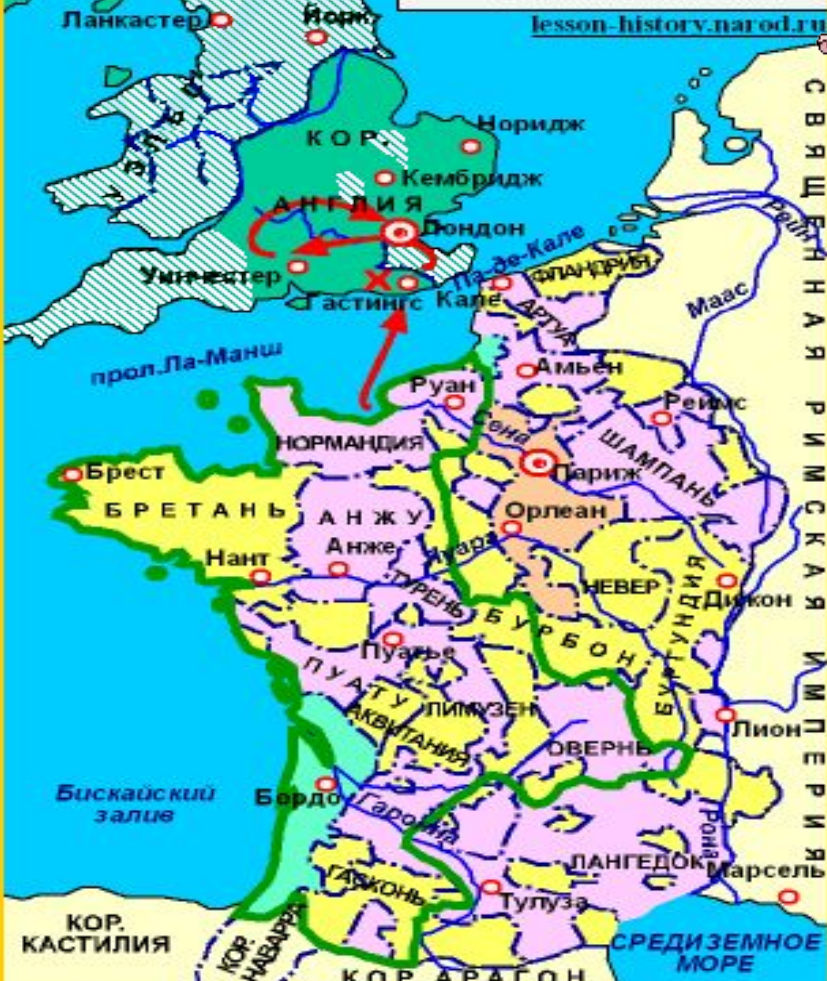 lesson-history.narod.ru
Ланкастер
Йорк
УЭЛЬС
КОР.
АНГЛИЯ
Норидж
Кембридж
Лондон
Уинчестер
Гастингс
Па-де-Кале
Кале
ФЛАНДРИЯ
АРТУА
Маас
Рейн
СВЯЩЕННАЯ РИМСКАЯ ИМПЕРИЯ
прол.Ла-Манш
Амьен
Руан
Реймс
Сена
НОРМАНДИЯ
ШАМПАНЬ
Париж
Брест
БРЕТАНЬ
АНЖУ
Орлеан
Анже
Луара
Нант
ТУРЕНЬ
НЕВЕР
Дижон
БУРБОН
БУРГУНДИЯ
Пуатье
ПУАТУ
ЛИМУЗЕН
АКВИТАНИЯ
Лион
ОВЕРНЬ
Бискайский
залив
Бордо
Гаронна
Рона
ЛАНГЕДОК
Марсель
ГАСКОНЬ
Тулуза
КОР.
КАСТИЛИЯ
КОР.
НАВАРРА
КОР.АРАГОН
СРЕДИЗЕМНОЕ
МОРЕ